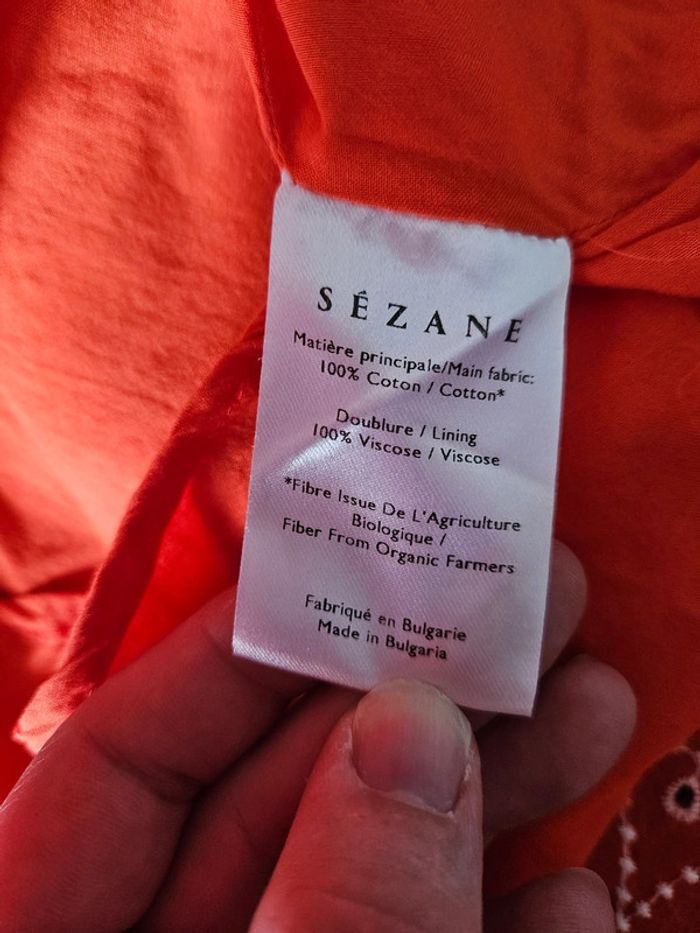 SÊZANE
Matière principale/Main fabric:
100% Coton / Cotton*
Doublure / Lining
100% Viscose / Viscose
*Fibre Issue De L'Agriculture
Biologique /
Fiber From Organic Farmers
Fabriqué en Bulgarie
Made in Bulgaria